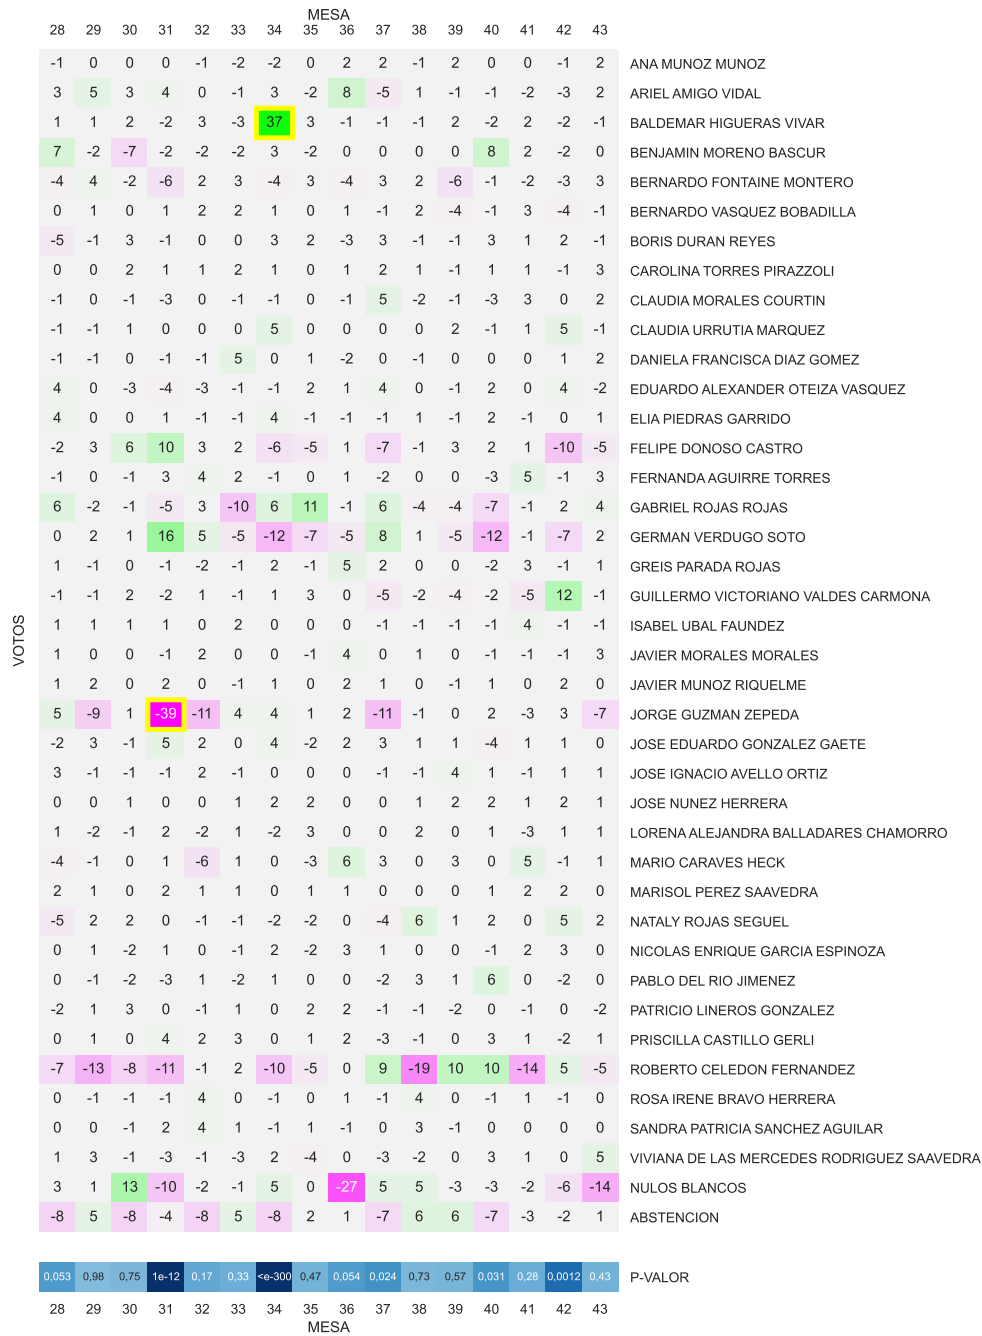 MESA
28 29 30 31 32 33 34 35 36 37 38 39 40 41 42 43
-1 0 0 0 -1 -2 -2 0 2 2 -1 2 0 0 -1 2 ANA MUNOZ MUNOZ
3 5 3 4 0 -1 3 -2 8 -5 1 -1 -1 -2 -3 2 ARIEL AMIGO VIDAL
1 1 2 -2 3 -3 37 3 -1 -1 -1 2 -2 2 -2 -1 BALDEMAR HIGUERAS VIVAR
7 -2 -7 -2 -2 -2 3 -2 0 0 0 0 8 2 -2 0 BENJAMIN MORENO BASCUR
-4 4 -2 -6 2 3 -4 3 -4 3 2 -6 -1 -2 -3 3 BERNARDO FONTAINE MONTERO
0 1 0 1 2 2 1 0 1 -1 2 -4 -1 3 -4 -1 BERNARDO VASQUEZ BOBADILLA
-5 -1 3 -1 0 0 3 2 -3 3 -1 -1 3 1 2 -1 BORIS DURAN REYES
0 0 2 1 1 2 1 0 1 2 1 -1 1 1 -1 3 CAROLINA TORRES PIRAZZOLI
-1 0 -1 -3 0 -1 -1 0 -1 5 -2 -1 -3 3 0 2 CLAUDIA MORALES COURTIN
-1 -1 1 0 0 0 5 0 0 0 0 2 -1 1 5 -1 CLAUDIA URRUTIA MARQUEZ
-1 -1 0 -1 -1 5 0 1 -2 0 -1 0 0 0 1 2 DANIELA FRANCISCA DIAZ GOMEZ
4 0 -3 -4 -3 -1 -1 2 1 4 0 -1 2 0 4 -2 EDUARDO ALEXANDER OTEIZA VASQUEZ
4 0 0 1 -1 -1 4 -1 -1 -1 1 -1 2 -1 0 1 ELIA PIEDRAS GARRIDO
-2 3 6 10 3 2 -6 -5 1 -7 -1 3 2 1 -10 -5 FELIPE DONOSO CASTRO
-1 0 -1 3 4 2 -1 0 1 -2 0 0 -3 5 -1 3 FERNANDA AGUIRRE TORRES
6 -2 -1 -5 3 -10 6 11 -1 6 -4 -4 -7 -1 2 4 GABRIEL ROJAS ROJAS
0 2 1 16 5 -5 -12 -7 -5 8 1 -5 -12 -1 -7 2 GERMAN VERDUGO SOTO
1 -1 0 -1 -2 -1 2 -1 5 2 0 0 -2 3 -1 1 GREIS PARADA ROJAS
-1 -1 2 -2 1 -1 1 3 0 -5 -2 -4 -2 -5 12 -1 GUILLERMO VICTORIANO VALDES CARMONA
1 1 1 1 0 2 0 0 0 -1 -1 -1 -1 4 -1 -1 ISABEL UBAL FAUNDEZ
VOTOS
1 0 0 -1 2 0 0 -1 4 0 1 0 -1 -1 -1 3 JAVIER MORALES MORALES
1 2 0 2 0 -1 1 0 2 1 0 -1 1 0 2 0 JAVIER MUNOZ RIQUELME
5 -9 1 -39 -11 4 4 1 2 -11 -1 0 2 -3 3 -7 JORGE GUZMAN ZEPEDA
-2 3 -1 5 2 0 4 -2 2 3 1 1 -4 1 1 0 JOSE EDUARDO GONZALEZ GAETE
3 -1 -1 -1 2 -1 0 0 0 -1 -1 4 1 -1 1 1 JOSE IGNACIO AVELLO ORTIZ
0 0 1 0 0 1 2 2 0 0 1 2 2 1 2 1 JOSE NUNEZ HERRERA
1 -2 -1 2 -2 1 -2 3 0 0 2 0 1 -3 1 1 LORENA ALEJANDRA BALLADARES CHAMORRO
-4 -1 0 1 -6 1 0 -3 6 3 0 3 0 5 -1 1 MARIO CARAVES HECK
2 1 0 2 1 1 0 1 1 0 0 0 1 2 2 0 MARISOL PEREZ SAAVEDRA
-5 2 2 0 -1 -1 -2 -2 0 -4 6 1 2 0 5 2 NATALY ROJAS SEGUEL
0 1 -2 1 0 -1 2 -2 3 1 0 0 -1 2 3 0 NICOLAS ENRIQUE GARCIA ESPINOZA
0 -1 -2 -3 1 -2 1 0 0 -2 3 1 6 0 -2 0 PABLO DEL RIO JIMENEZ
-2 1 3 0 -1 1 0 2 2 -1 -1 -2 0 -1 0 -2 PATRICIO LINEROS GONZALEZ
0 1 0 4 2 3 0 1 2 -3 -1 0 3 1 -2 1 PRISCILLA CASTILLO GERLI
-7 -13 -8 -11 -1 2 -10 -5 0 9 -19 10 10 -14 5 -5 ROBERTO CELEDON FERNANDEZ
0 -1 -1 -1 4 0 -1 0 1 -1 4 0 -1 1 -1 0 ROSA IRENE BRAVO HERRERA
0 0 -1 2 4 1 -1 1 -1 0 3 -1 0 0 0 0 SANDRA PATRICIA SANCHEZ AGUILAR
1 3 -1 -3 -1 -3 2 -4 0 -3 -2 0 3 1 0 5 VIVIANA DE LAS MERCEDES RODRIGUEZ SAAVEDRA
3 1 13 -10 -2 -1 5 0 -27 5 5 -3 -3 -2 -6 -14 NULOS BLANCOS
-8 5 -8 -4 -8 5 -8 2 1 -7 6 6 -7 -3 -2 1 ABSTENCION
0,053 0,98 0,75 1e-12 0,17 0,33 <e-300 0,47 0,054 0,024 0,73 0,57 0,031 0,28 0,0012 0,43 P-VALOR
28 29 30 31 32 33 34 35 36 37 38 39 40 41 42 43
MESA